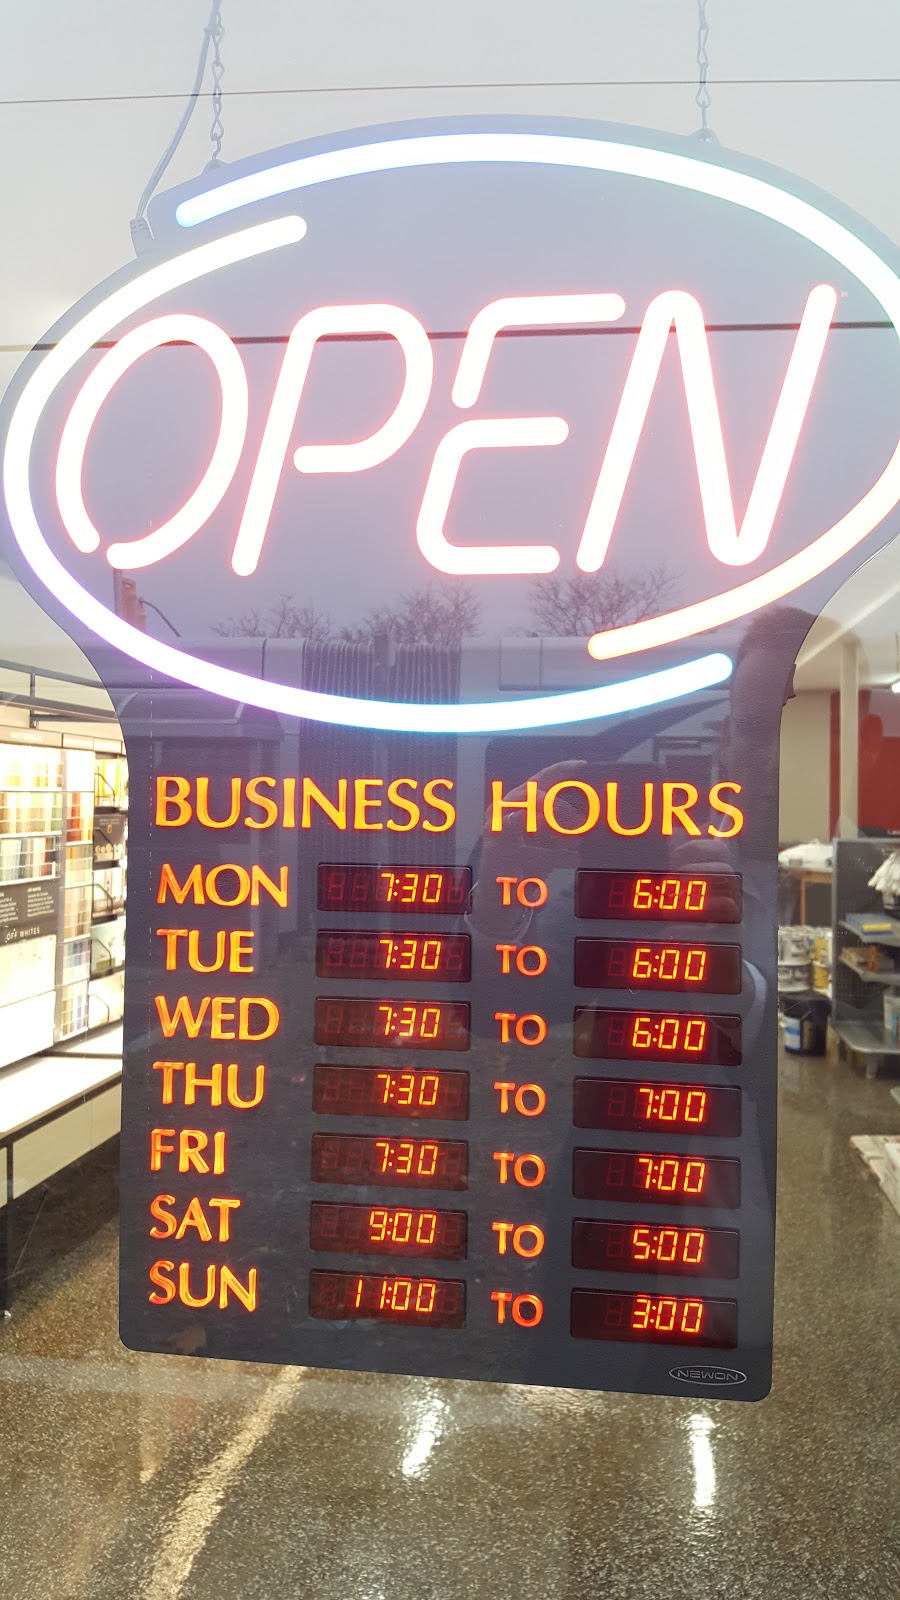 OPEN
BUSINESS HOURS
MON 7:30 TO 6:00
TUE 7:30 TO 6:00
WED 7:30 TO 6:00
THU 7:30 TO 7:00
FRI 7:30 TO 7:00
SAT 9:00 TO 5:00
SUN 11:00 TO 3:00
NEWON
HISTORICAL
OFF WHITES